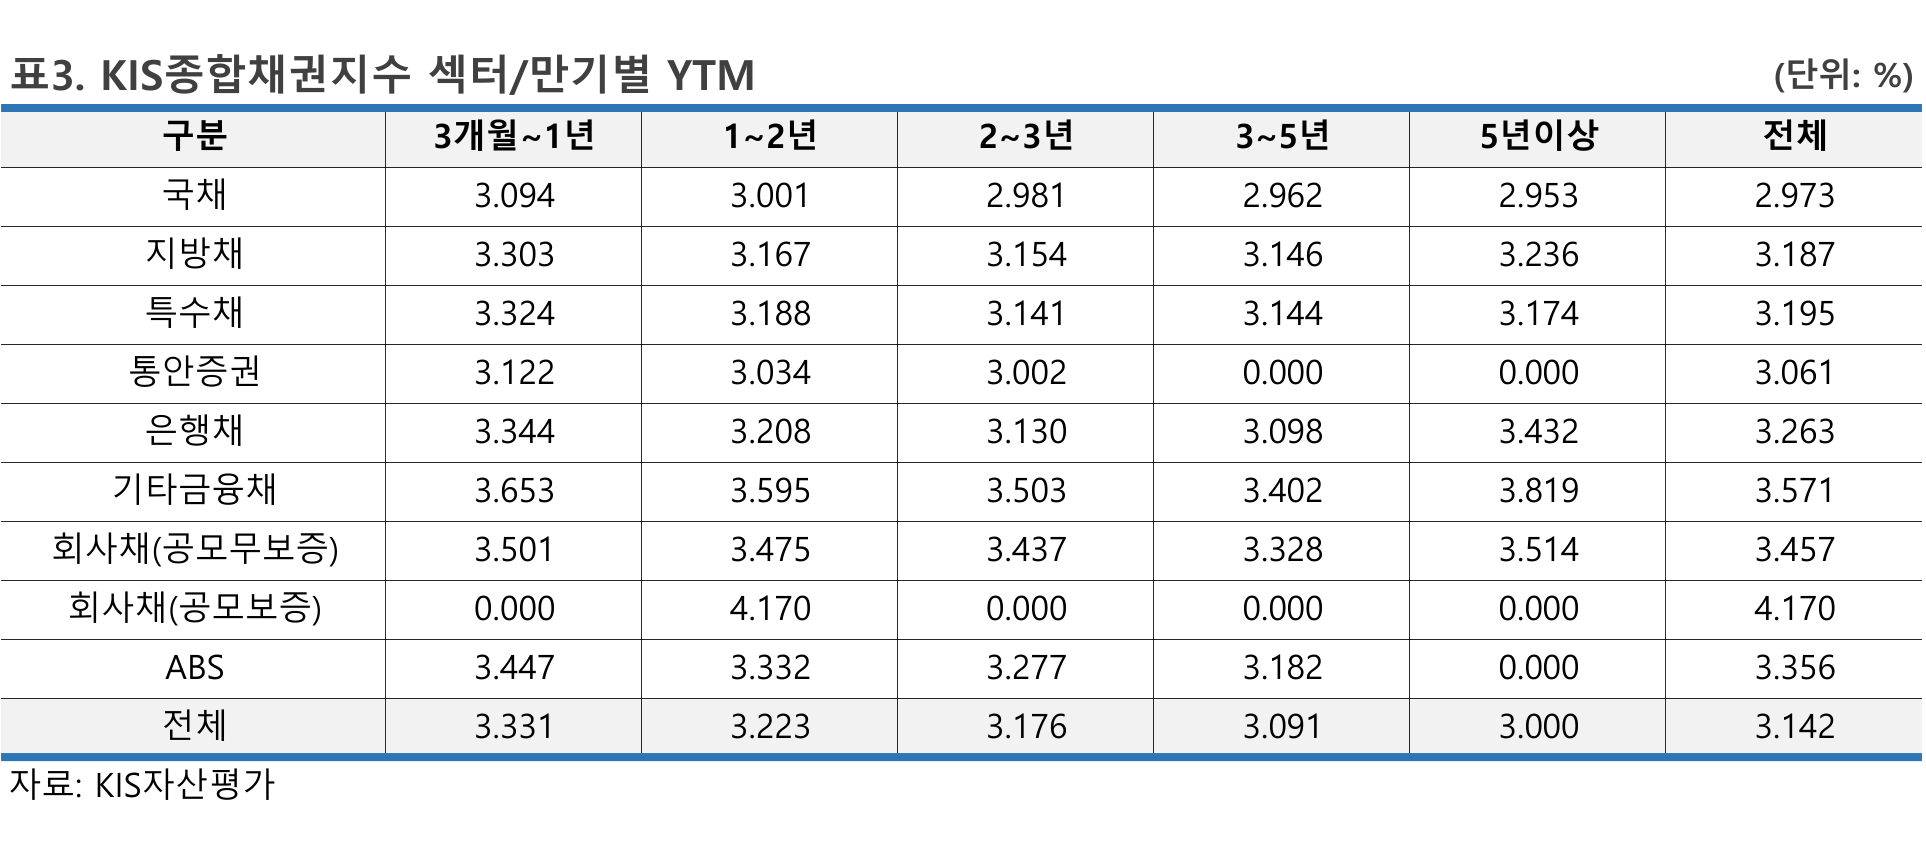 표3. KIS종합채권지수 섹터/만기별 YTM (단위: %)
구분 3개월~1년 1~2년 2~3년 3~5년 5년이상 전체
국채 3.094 3.001 2.981 2.962 2.953 2.973
지방채 3.303 3.167 3.154 3.146 3.236 3.187
특수채 3.324 3.188 3.141 3.144 3.174 3.195
통안증권 3.122 3.034 3.002 0.000 0.000 3.061
은행채 3.344 3.208 3.130 3.098 3.432 3.263
기타금융채 3.653 3.595 3.503 3.402 3.819 3.571
회사채(공모무보증) 3.501 3.475 3.437 3.328 3.514 3.457
회사채(공모보증) 0.000 4.170 0.000 0.000 0.000 4.170
ABS 3.447 3.332 3.277 3.182 0.000 3.356
전체 3.331 3.223 3.176 3.091 3.000 3.142
자료: KIS자산평가